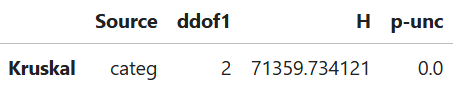 Source ddof1 H p-unc
Kruskal categ 2 71359.734121 0.0